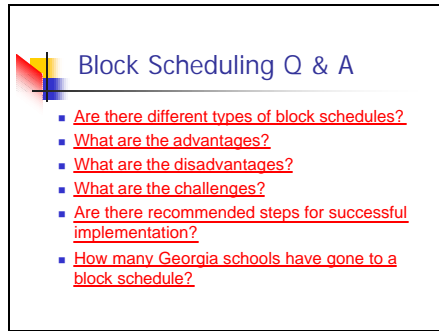 Block Scheduling Q & A
Are there different types of block schedules?
What are the advantages?
What are the disadvantages?
What are the challenges?
Are there recommended steps for successful
implementation?
How many Georgia schools have gone to a
block schedule?